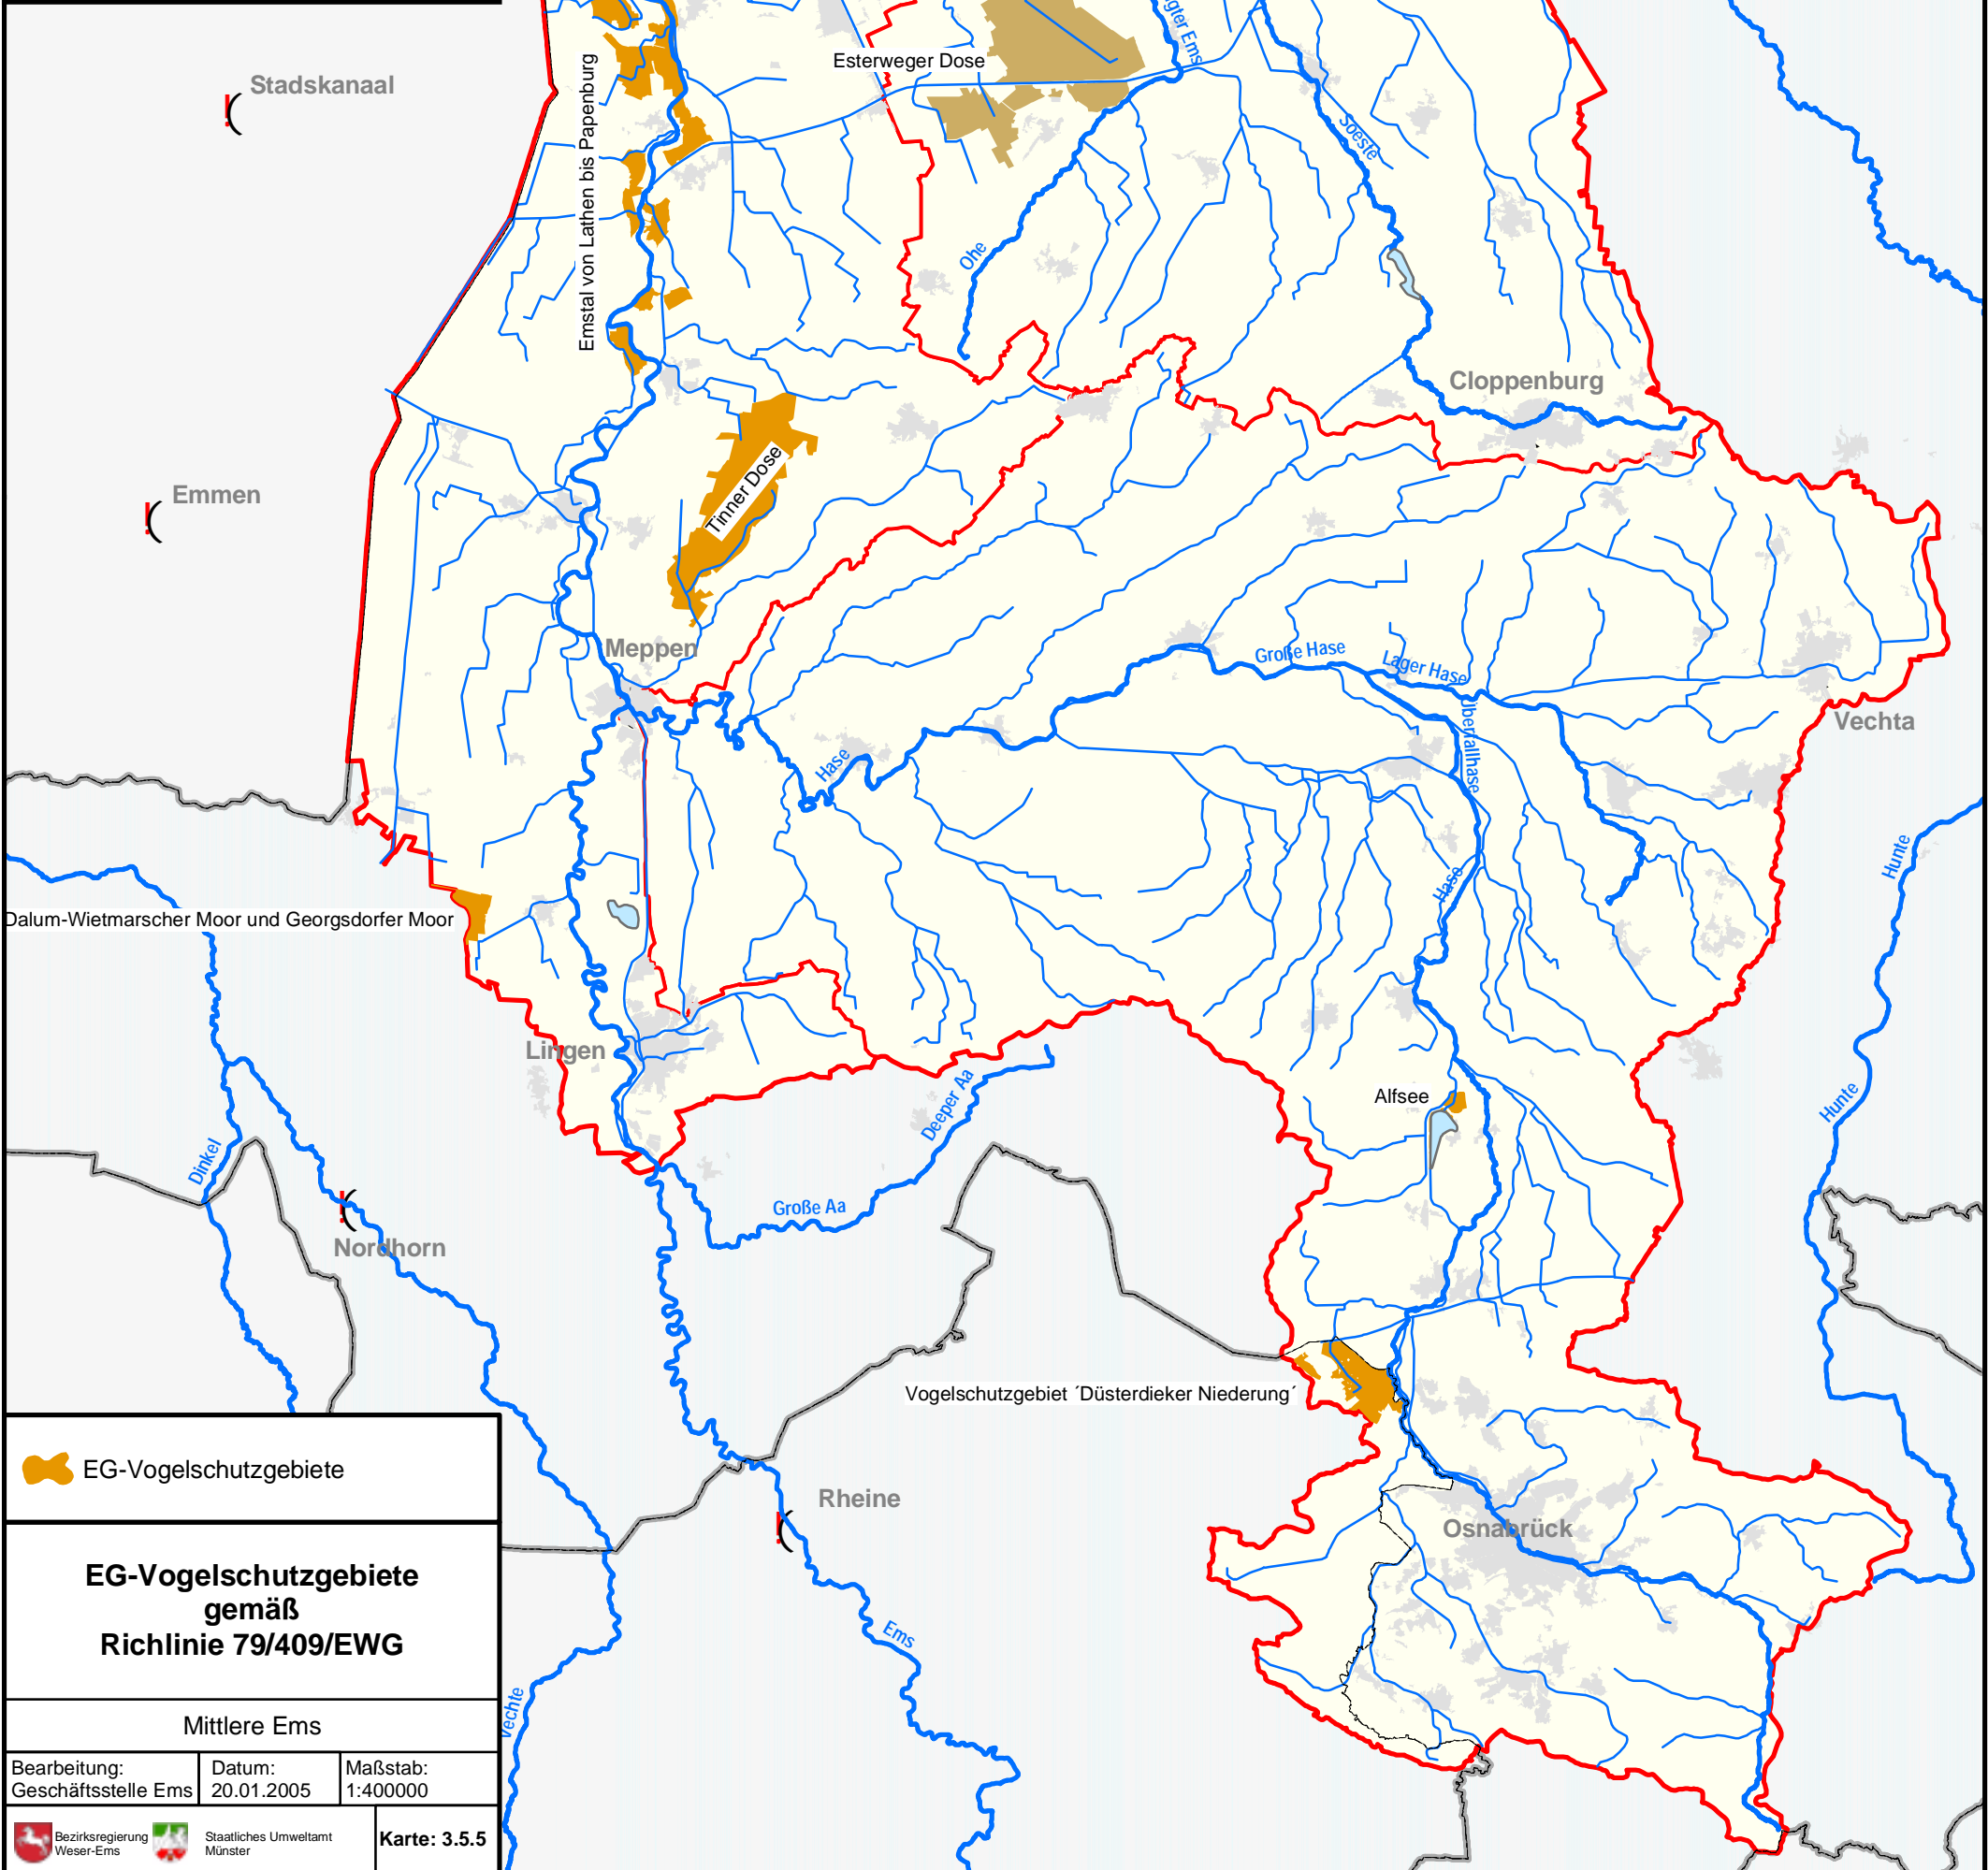 Stadskanaal
Esterweger Dose
gter Ems
Soeste
Emstal von Lathen bis Papenburg
Ohe
Cloppenburg
Emmen
Tinner Dose
Meppen
Große Hase
Lager Hase
Überfallhase
Vechta
Hase
Hunte
Hase
Dalum-Wietmarscher Moor und Georgsdorfer Moor
Lingen
Deeper Aa
Alfsee
Hunte
Dinkel
Große Aa
Nordhorn
Vogelschutzgebiet ´Düsterdieker Niederung´
Rheine
Osnabrück
Ems
Vechte
EG-Vogelschutzgebiete
EG-Vogelschutzgebiete
gemäß
Richlinie 79/409/EWG
Mittlere Ems
Bearbeitung:
Geschäftsstelle Ems
Datum:
20.01.2005
Maßstab:
1:400000
Bezirksregierung
Weser-Ems
Staatliches Umweltamt
Münster
Karte: 3.5.5